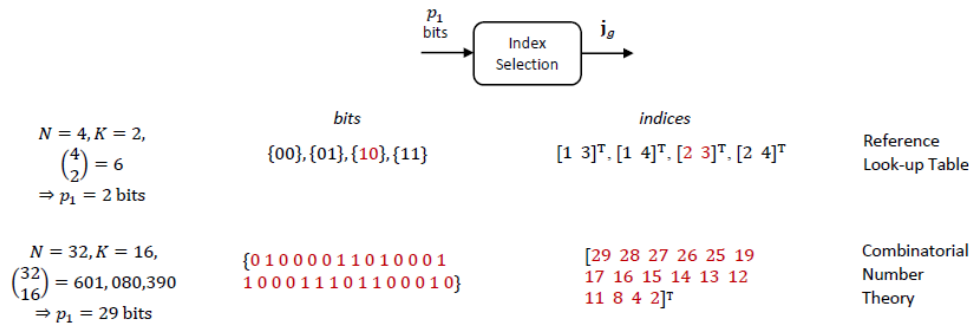 p₁
bits
Index
Selection
𝐣_g
bits
indices
N = 4, K = 2,
(4 2) = 6
⇒ p₁ = 2 bits
{00}, {01}, {10}, {11}
[1 3]ᵀ, [1 4]ᵀ, [2 3]ᵀ, [2 4]ᵀ
Reference
Look-up Table
N = 32, K = 16,
(32 16) = 601,080,390
⇒ p₁ = 29 bits
{0 1 0 0 0 0 1 1 0 1 0 0 0 1
1 0 0 0 1 1 1 0 1 1 0 0 0 1 0}
[29 28 27 26 25 19
17 16 15 14 13 12
11 8 4 2]ᵀ
Combinatorial
Number
Theory